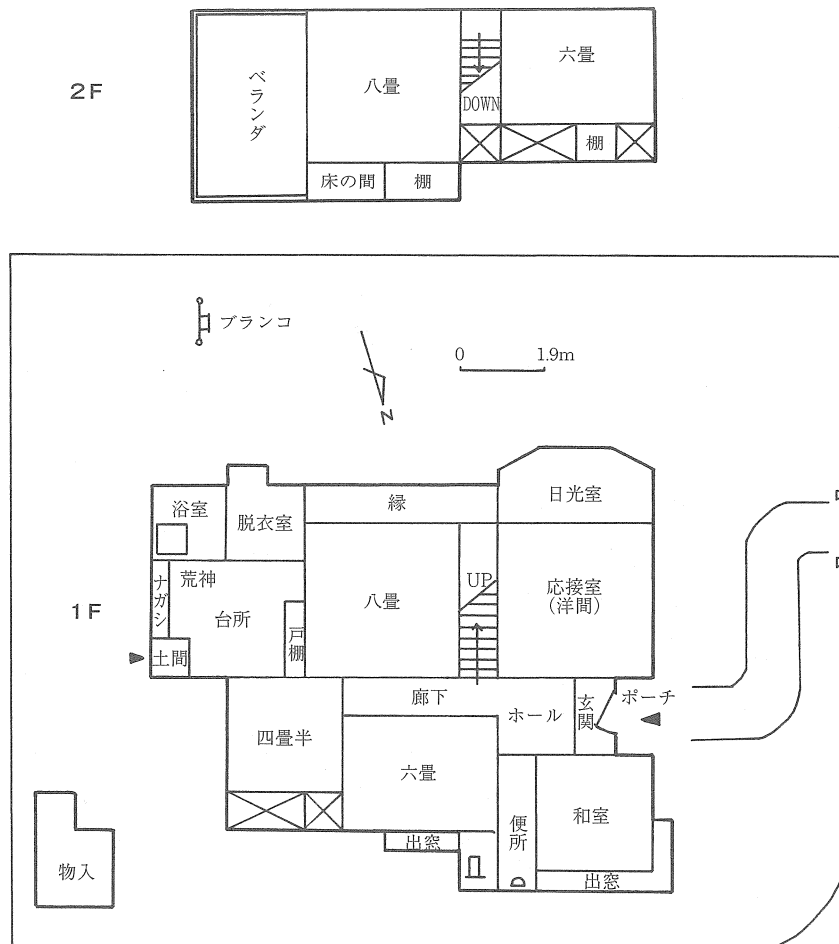 2F
ベランダ
八畳
DOWN
六畳
棚
床の間
棚
ブランコ
0
1.9m
N
1F
浴室
脱衣室
縁
日光室
ナガシ
荒神
台所
戸棚
土間
八畳
UP
応接室
(洋間)
廊下
ホール
玄関
ポーチ
四畳半
六畳
出窓
便所
和室
出窓
物入